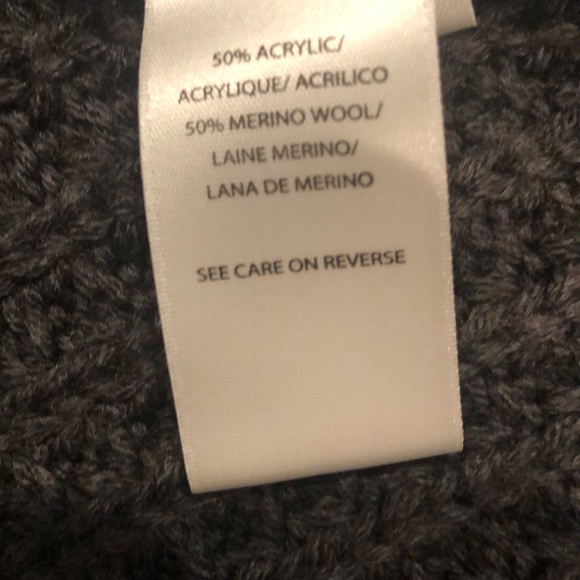 50% ACRYLIC/
ACRYLIQUE/ ACRILICO
50% MERINO WOOL/
LAINE MERINO/
LANA DE MERINO
SEE CARE ON REVERSE